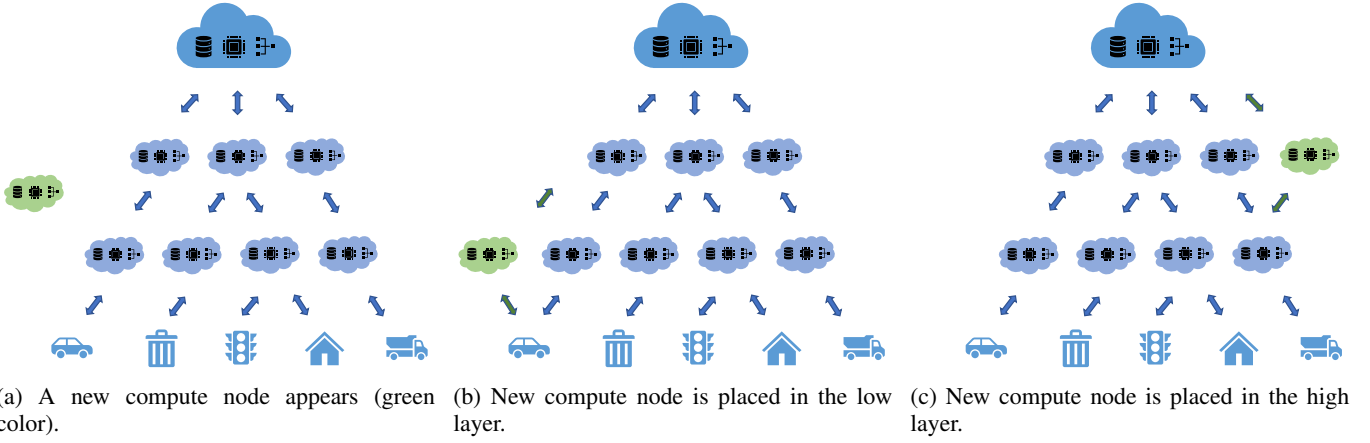 (a) A new compute node appears (green
color).
(b) New compute node is placed in the low
layer.
(c) New compute node is placed in the high
layer.